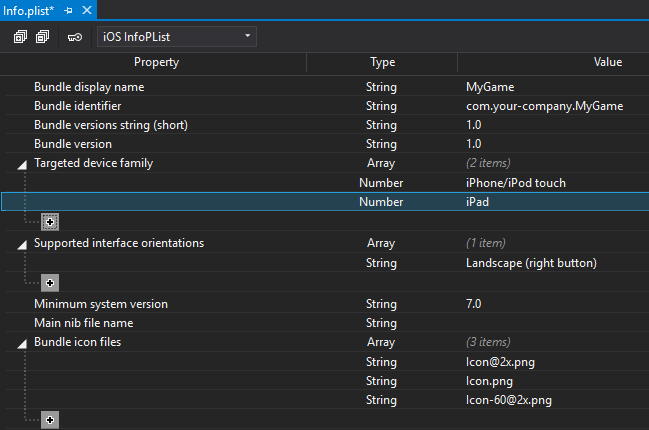 Info.plist*
iOS InfoPList
Property Type Value
Bundle display name String MyGame
Bundle identifier String com.your-company.MyGame
Bundle versions string (short) String 1.0
Bundle version String 1.0
Targeted device family Array (2 items)
Number iPhone/iPod touch
Number iPad
Supported interface orientations Array (1 item)
String Landscape (right button)
Minimum system version String 7.0
Main nib file name String
Bundle icon files Array (3 items)
String Icon@2x.png
String Icon.png
String Icon-60@2x.png